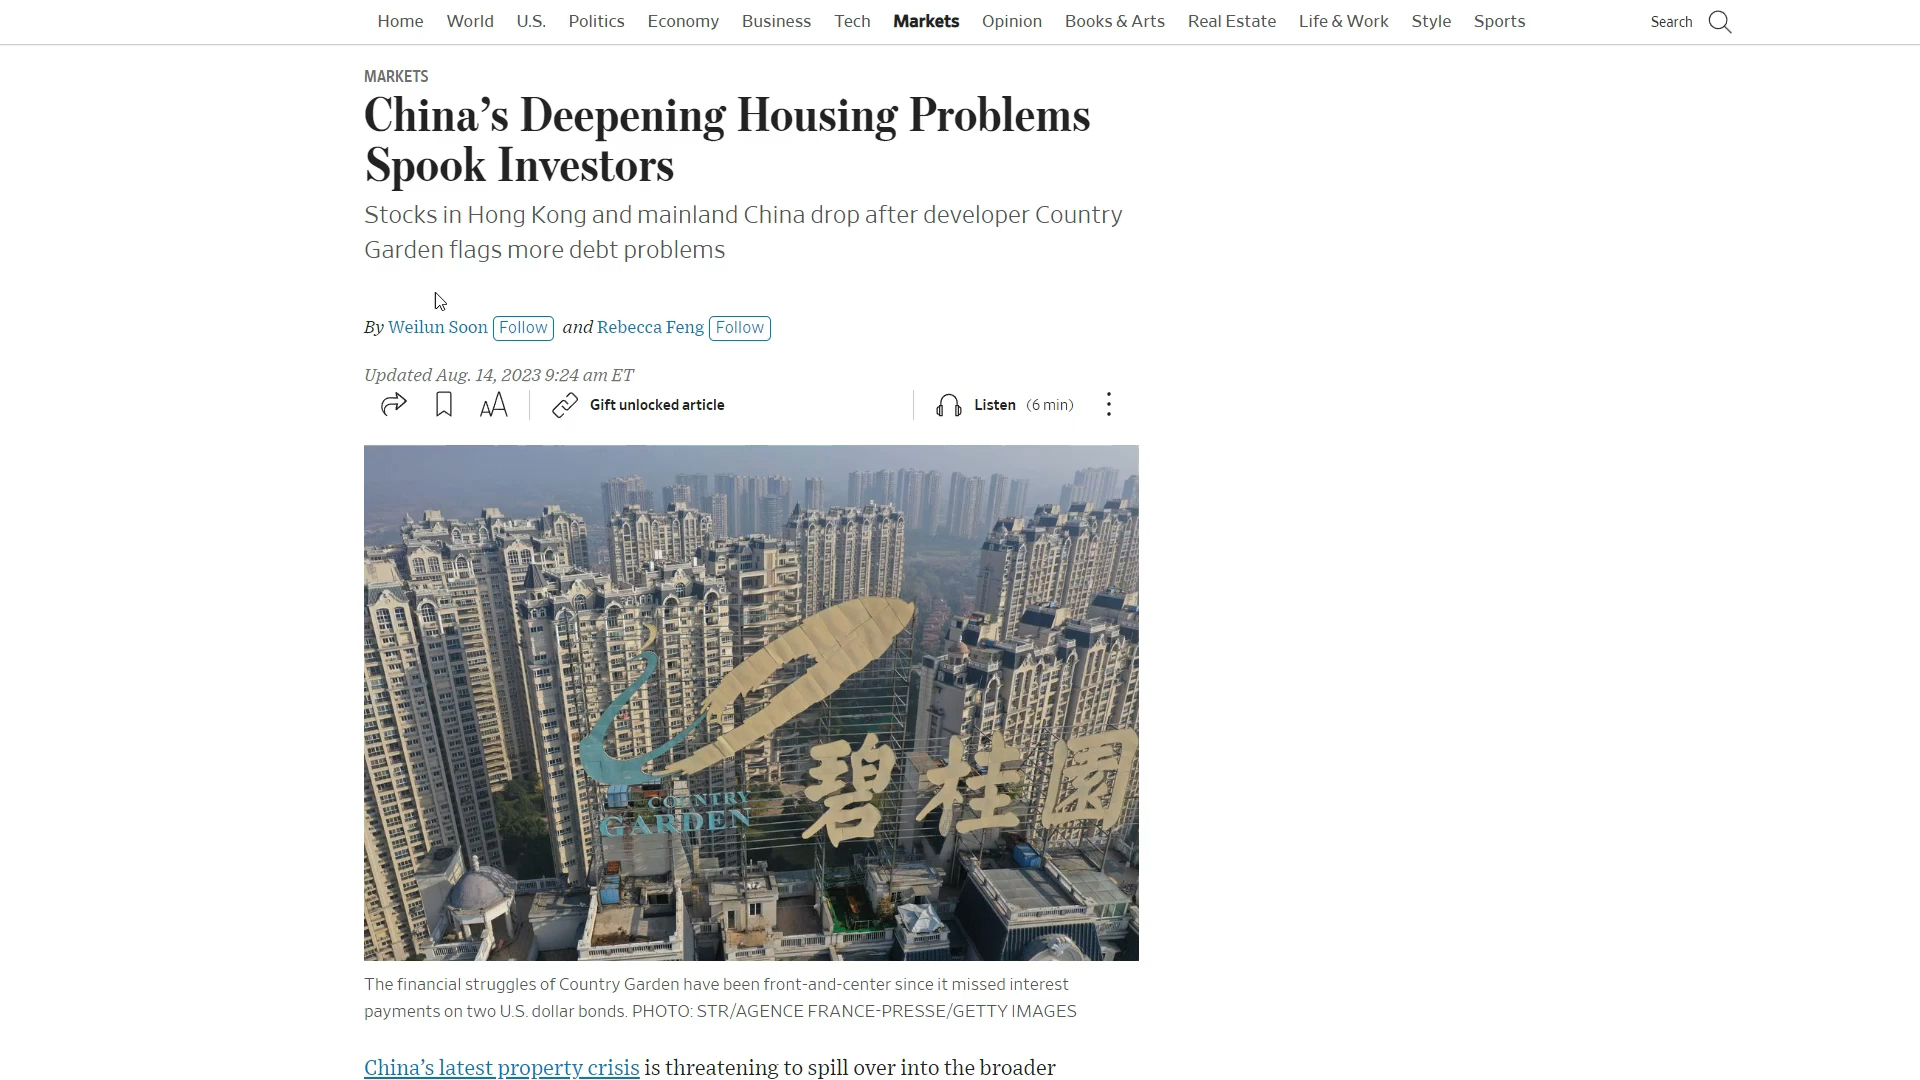 Home World U.S. Politics Economy Business Tech Markets Opinion Books & Arts Real Estate Life & Work Style Sports Search
MARKETS
China’s Deepening Housing Problems
Spook Investors
Stocks in Hong Kong and mainland China drop after developer Country
Garden flags more debt problems
By Weilun Soon Follow and Rebecca Feng Follow
Updated Aug. 14, 2023 9:24 am ET
AA Gift unlocked article Listen (6 min)
COUNTRY
GARDEN
碧桂园
The financial struggles of Country Garden have been front-and-center since it missed interest
payments on two U.S. dollar bonds. PHOTO: STR/AGENCE FRANCE-PRESSE/GETTY IMAGES
China’s latest property crisis is threatening to spill over into the broader